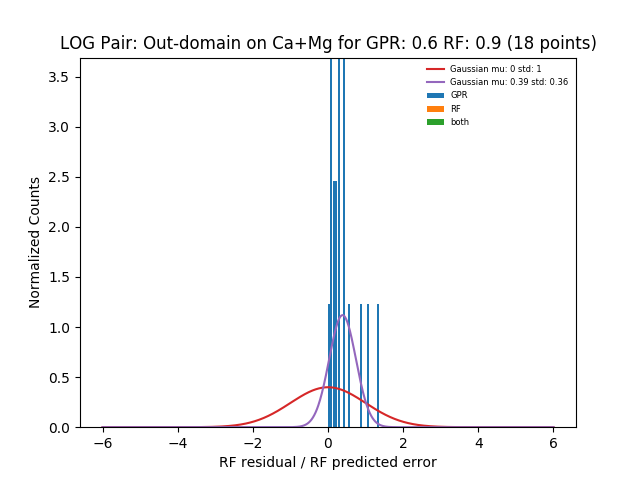 LOG Pair: Out-domain on Ca+Mg for GPR: 0.6 RF: 0.9 (18 points)
Gaussian mu: 0 std: 1
Gaussian mu: 0.39 std: 0.36
GPR
RF
both
Normalized Counts
3.5
3.0
2.5
2.0
1.5
1.0
0.5
0.0
−6 −4 −2 0 2 4 6
RF residual / RF predicted error